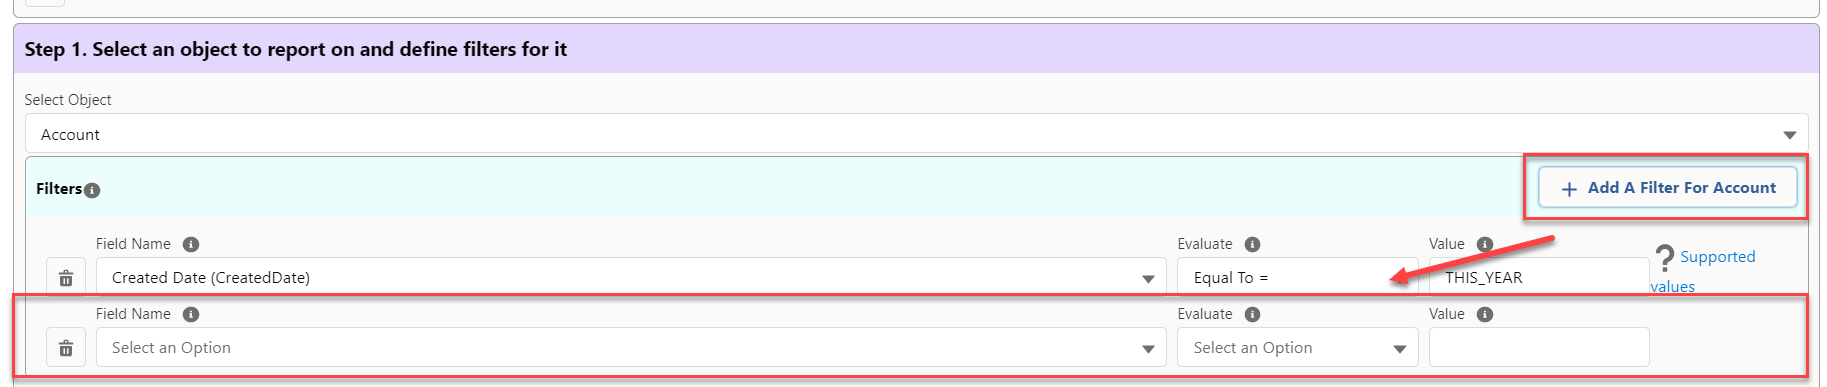 Step 1. Select an object to report on and define filters for it
Select Object
Account
Filters
+ Add A Filter For Account
Field Name Evaluate Value
Created Date (CreatedDate) Equal To = THIS_YEAR ? Supported values
Field Name Evaluate Value
Select an Option Select an Option